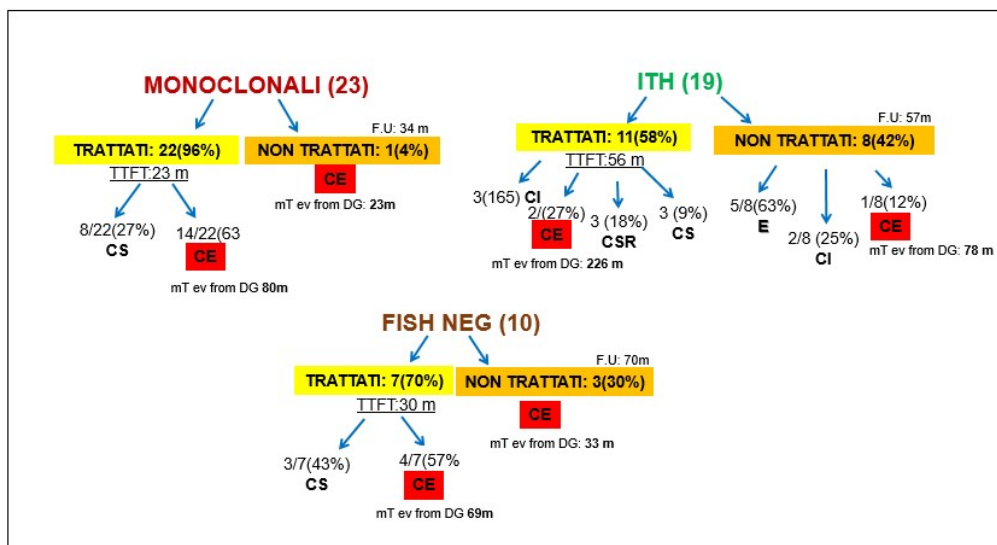 MONOCLONALI (23)
F.U: 34 m
TRATTATI: 22(96%)
NON TRATTATI: 1(4%)
TTFT:23 m
CE
mT ev from DG: 23m
8/22(27%)
CS
14/22(63
CE
mT ev from DG 80m
ITH (19)
F.U: 57m
TRATTATI: 11(58%)
NON TRATTATI: 8(42%)
TTFT:56 m
3(165) CI
2/(27%)
CE
3 (18%)
CSR
3 (9%)
CS
mT ev from DG: 226 m
5/8(63%)
E
2/8 (25%)
CI
1/8(12%)
CE
mT ev from DG: 78 m
FISH NEG (10)
F.U: 70m
TRATTATI: 7(70%)
NON TRATTATI: 3(30%)
TTFT:30 m
CE
mT ev from DG: 33 m
3/7(43%)
CS
4/7(57%
CE
mT ev from DG 69m